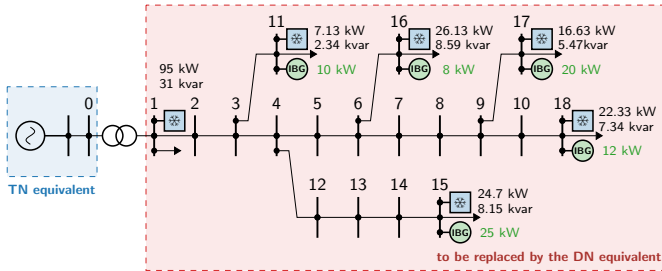 11
7.13 kW
2.34 kvar
IBG
10 kW
16
26.13 kW
8.59 kvar
IBG
8 kW
17
16.63 kW
5.47kvar
IBG
20 kW
95 kW
31 kvar
0
1
2
3
4
5
6
7
8
9
10
18
22.33 kW
7.34 kvar
IBG
12 kW
TN equivalent
12
13
14
15
24.7 kW
8.15 kvar
IBG
25 kW
to be replaced by the DN equivalent